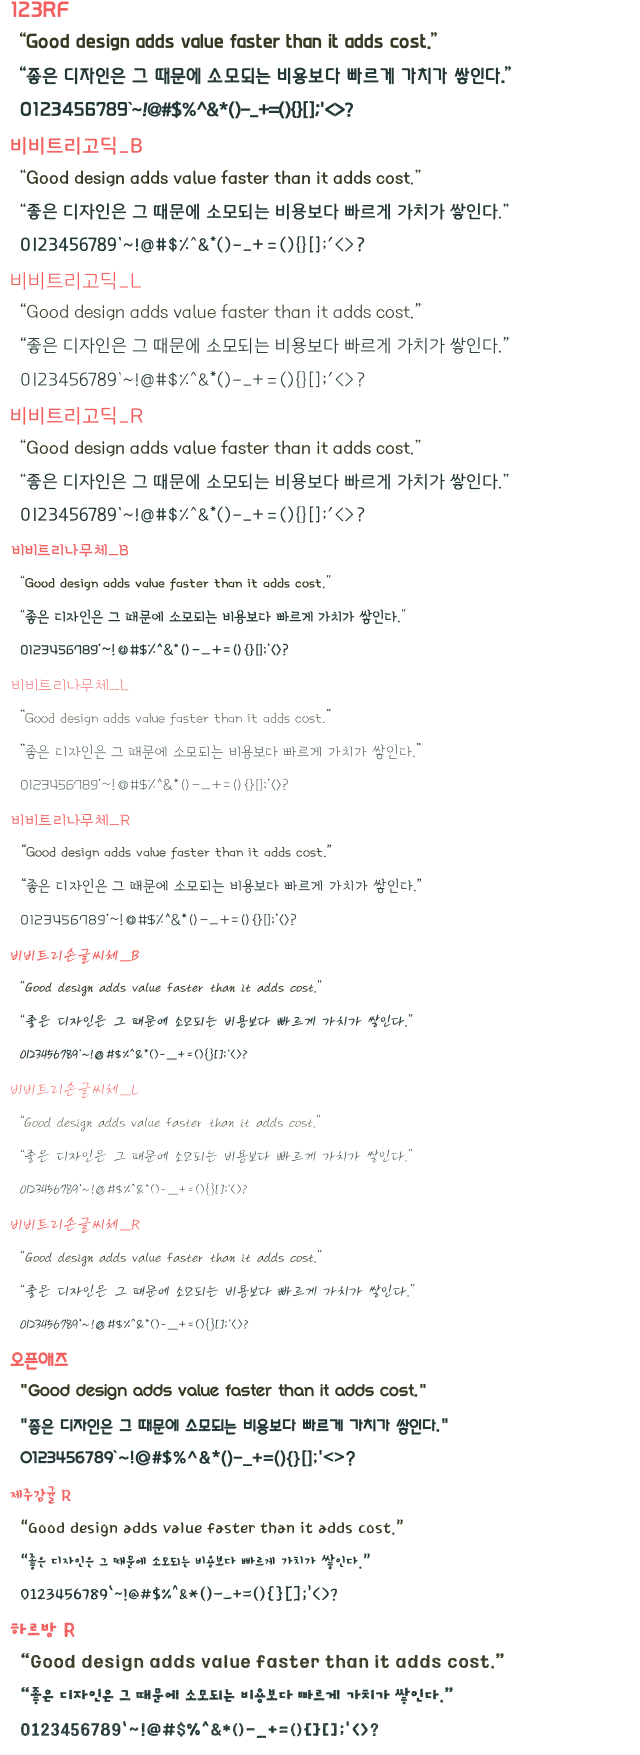 123RF
“Good design adds value faster than it adds cost.”
“좋은 디자인은 그 때문에 소모되는 비용보다 빠르게 가치가 쌓인다.”
0123456789`~!@#$%^&*()-_+=(){}[];'<>?
비비트리고딕_B
“Good design adds value faster than it adds cost.”
“좋은 디자인은 그 때문에 소모되는 비용보다 빠르게 가치가 쌓인다.”
0123456789`~!@#$%^&*()-_+=(){}[];'<>?
비비트리고딕_L
“Good design adds value faster than it adds cost.”
“좋은 디자인은 그 때문에 소모되는 비용보다 빠르게 가치가 쌓인다.”
0123456789`~!@#$%^&*()-_+=(){}[];'<>?
비비트리고딕_R
“Good design adds value faster than it adds cost.”
“좋은 디자인은 그 때문에 소모되는 비용보다 빠르게 가치가 쌓인다.”
0123456789`~!@#$%^&*()-_+=(){}[];'<>?
비비트리나무체_B
“Good design adds value faster than it adds cost.”
“좋은 디자인은 그 때문에 소모되는 비용보다 빠르게 가치가 쌓인다.”
0123456789`~!@#$%^&*()-_+=(){}[];'<>?
비비트리나무체_L
“Good design adds value faster than it adds cost.”
“좋은 디자인은 그 때문에 소모되는 비용보다 빠르게 가치가 쌓인다.”
0123456789`~!@#$%^&*()-_+=(){}[];'<>?
비비트리나무체_R
“Good design adds value faster than it adds cost.”
“좋은 디자인은 그 때문에 소모되는 비용보다 빠르게 가치가 쌓인다.”
0123456789`~!@#$%^&*()-_+=(){}[];'<>?
비비트리손글씨체_B
“Good design adds value faster than it adds cost.”
“좋은 디자인은 그 때문에 소모되는 비용보다 빠르게 가치가 쌓인다.”
0123456789`~!@#$%^&*()-_+=(){}[];'<>?
비비트리손글씨체_L
“Good design adds value faster than it adds cost.”
“좋은 디자인은 그 때문에 소모되는 비용보다 빠르게 가치가 쌓인다.”
0123456789`~!@#$%^&*()-_+=(){}[];'<>?
비비트리손글씨체_R
“Good design adds value faster than it adds cost.”
“좋은 디자인은 그 때문에 소모되는 비용보다 빠르게 가치가 쌓인다.”
0123456789`~!@#$%^&*()-_+=(){}[];'<>?
오픈애즈
"Good design adds value faster than it adds cost."
"좋은 디자인은 그 때문에 소모되는 비용보다 빠르게 가치가 쌓인다."
0123456789`~!@#$%^&*()-_+=(){}[];'<>?
제주감귤 R
“Good design adds value faster than it adds cost.”
“좋은 디자인은 그 때문에 소모되는 비용보다 빠르게 가치가 쌓인다.”
0123456789`~!@#$%^&*()-_+=(){}[];'<>?
하르방 R
“Good design adds value faster than it adds cost.”
“좋은 디자인은 그 때문에 소모되는 비용보다 빠르게 가치가 쌓인다.”
0123456789`~!@#$%^&*()-_+=(){}[];'<>?